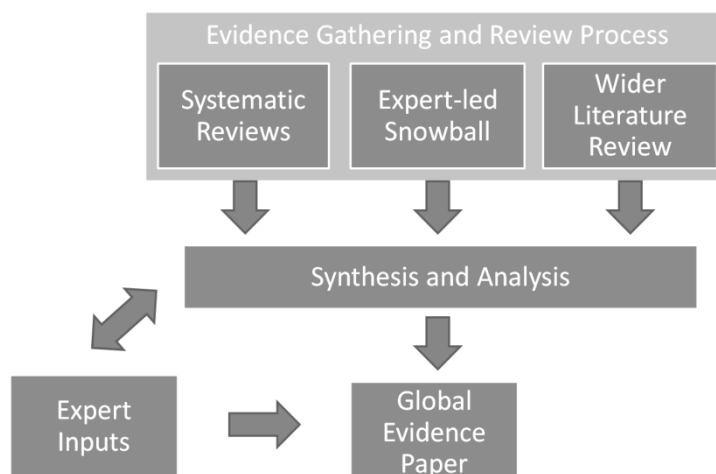 Evidence Gathering and Review Process
Systematic
Reviews
Expert-led
Snowball
Wider
Literature
Review
Synthesis and Analysis
Expert
Inputs
Global
Evidence
Paper